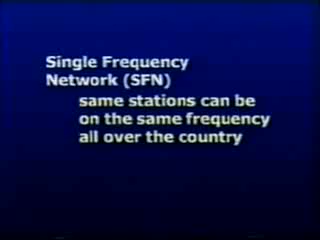 Single Frequency
Network (SFN)
same stations can be
on the same frequency
all over the country